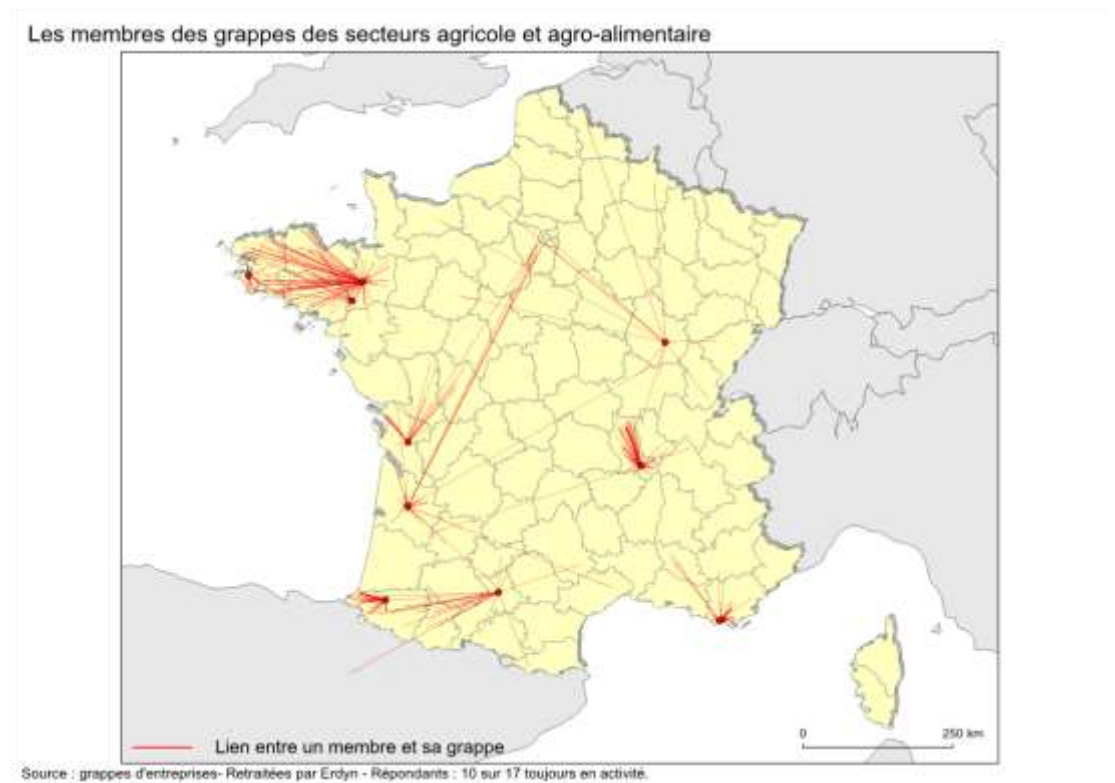 Les membres des grappes des secteurs agricole et agro-alimentaire
Lien entre un membre et sa grappe
0 250 km
Source : grappes d'entreprises- Retraitées par Erdyn - Répondants : 10 sur 17 toujours en activité.